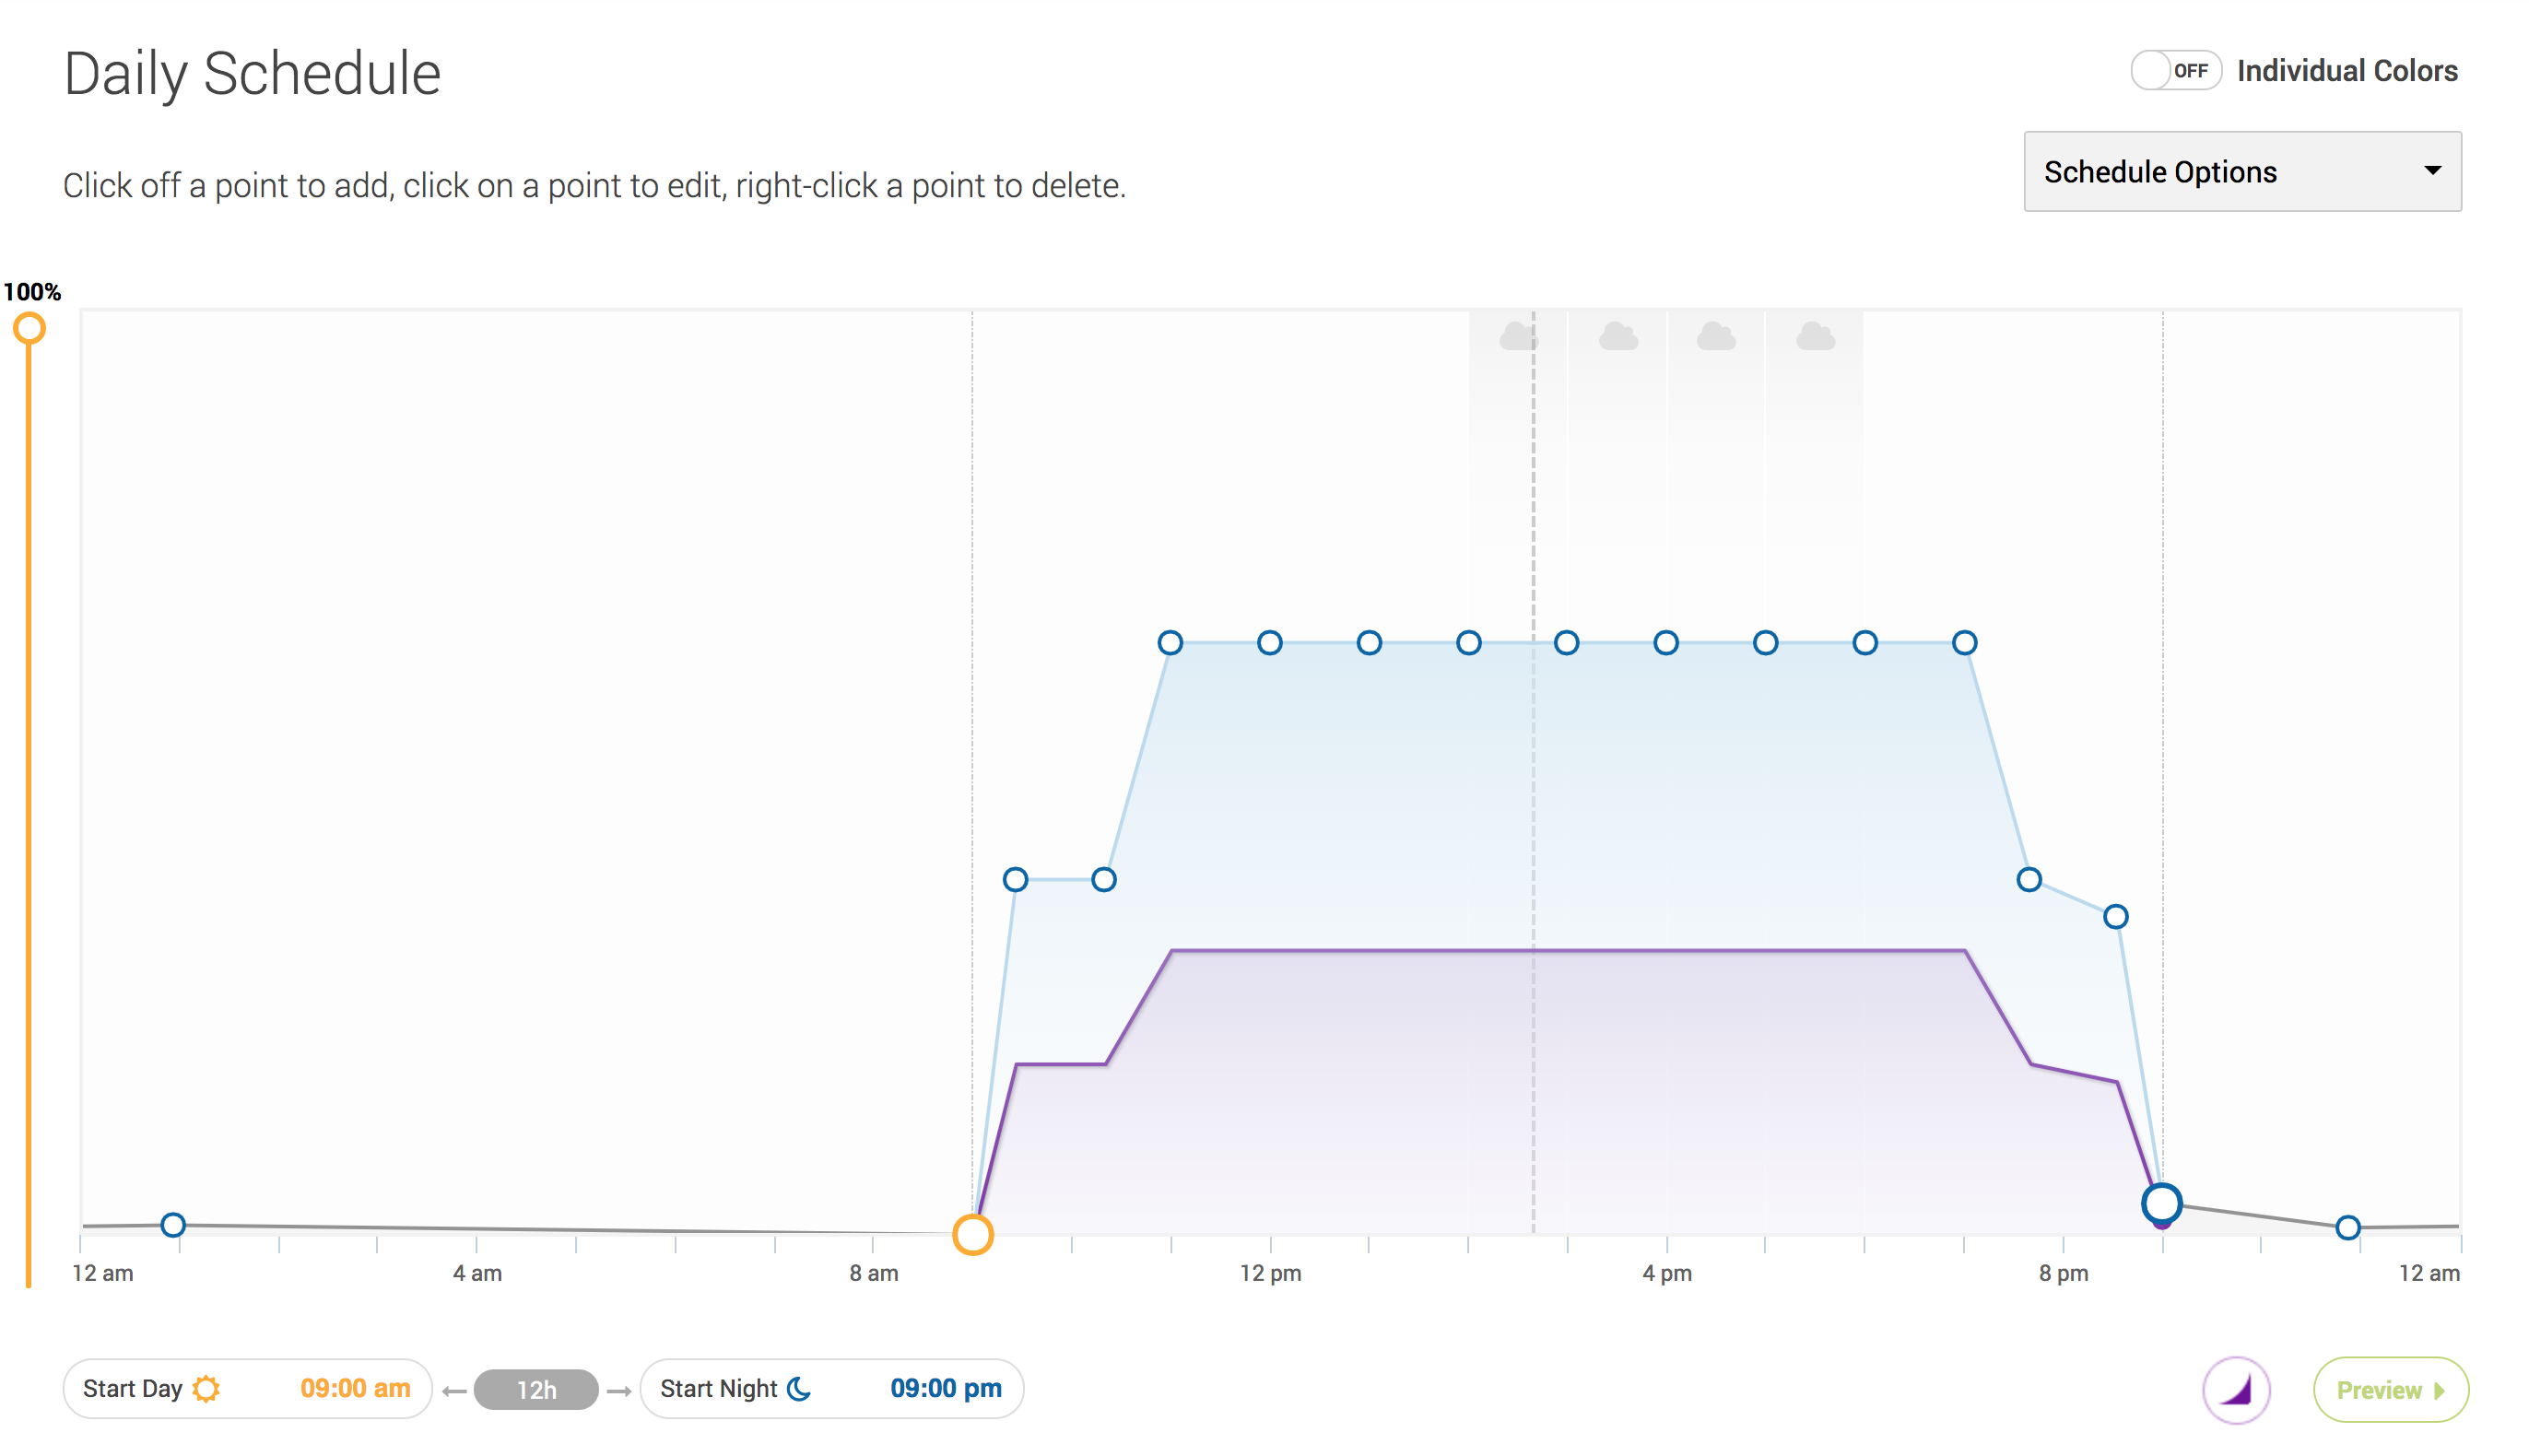 Daily Schedule
OFF Individual Colors
Click off a point to add, click on a point to edit, right-click a point to delete.
Schedule Options
100%
12 am 4 am 8 am 12 pm 4 pm 8 pm 12 am
Start Day 09:00 am 12h Start Night 09:00 pm Preview